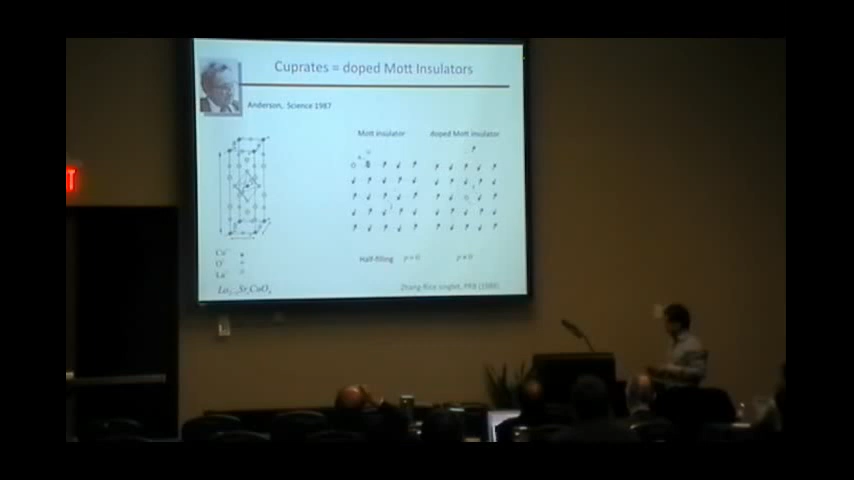 Cuprates = doped Mott Insulators
Anderson, Science 1987
Mott insulator
doped Mott insulator
Half-filling
Zhang-Rice singlet, PRB (1988)